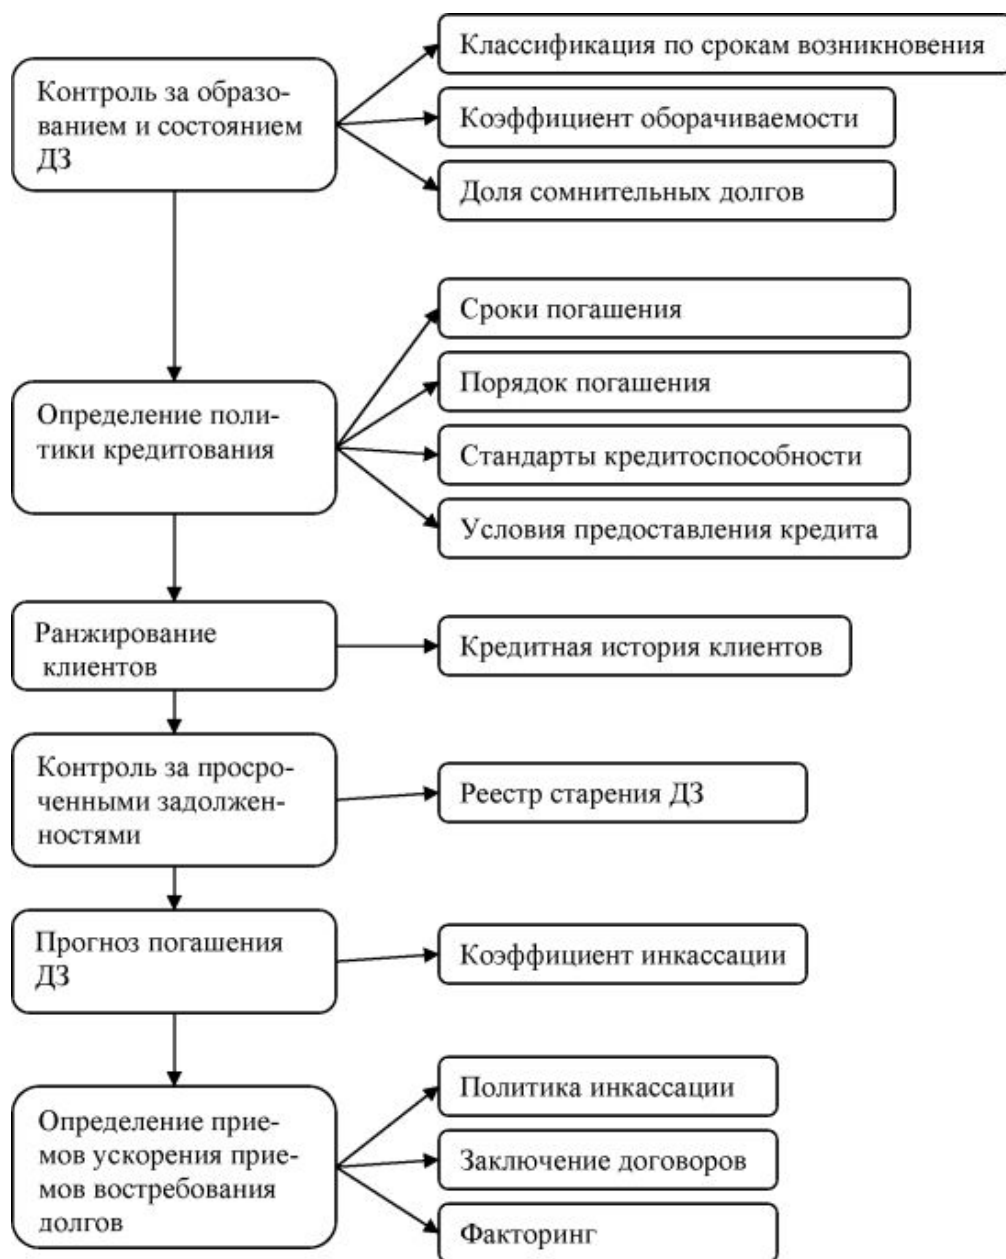 Контроль за образо-
ванием и состоянием
ДЗ
Классификация по срокам возникновения
Коэффициент оборачиваемости
Доля сомнительных долгов
Определение поли-
тики кредитования
Сроки погашения
Порядок погашения
Стандарты кредитоспособности
Условия предоставления кредита
Ранжирование
клиентов
Кредитная история клиентов
Контроль за просро-
ченными задолжен-
ностями
Реестр старения ДЗ
Прогноз погашения
ДЗ
Коэффициент инкассации
Определение прие-
мов ускорения прие-
мов востребования
долгов
Политика инкассации
Заключение договоров
Факторинг